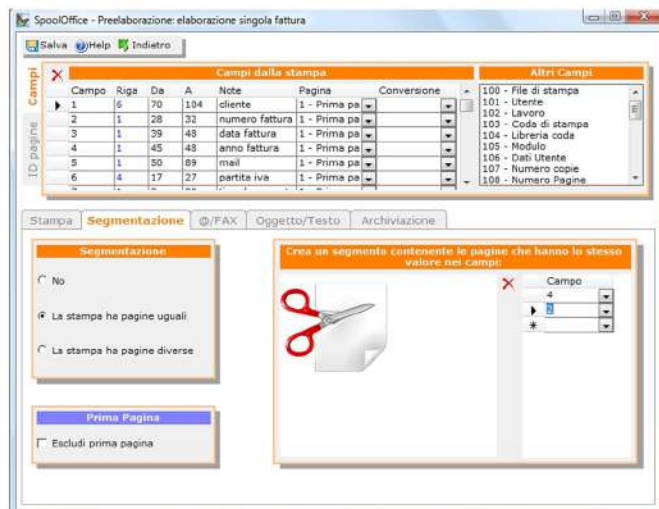 SpoolOffice - Preelaborazione: elaborazione singola fattura
Salva Help Indietro
Campi
ID pagine
Campi dalla stampa
Campo Riga Da A Note Pagina Conversione
1 6 70 104 cliente 1 - Prima pa
2 1 28 32 numero fattura 1 - Prima pa
3 1 39 48 data fattura 1 - Prima pa
4 1 45 48 anno fattura 1 - Prima pa
5 1 50 89 mail 1 - Prima pa
6 4 17 27 partita iva 1 - Prima pa
Altri Campi
100 - File di stampa
101 - Utente
102 - Lavoro
103 - Coda di stampa
104 - Libreria coda
105 - Modulo
106 - Dati Utente
107 - Numero copie
108 - Numero Pagine
Stampa Segmentazione @/FAX Oggetto/Testo Archiviazione
Segmentazione
No
La stampa ha pagine uguali
La stampa ha pagine diverse
Prima Pagina
Escludi prima pagina
Crea un segmento contenente le pagine che hanno lo stesso
valore nei campi:
Campo
4
2